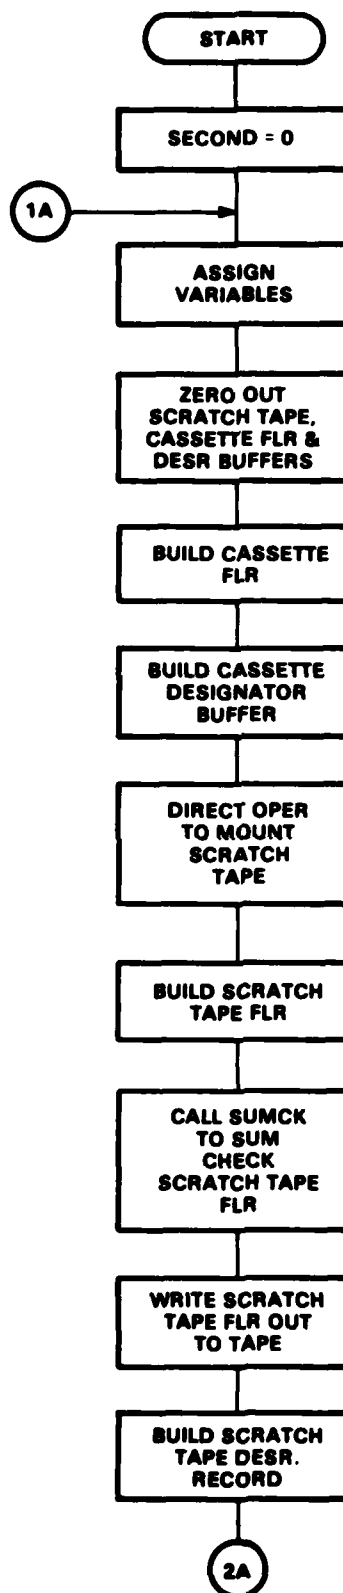 START
SECOND = 0
1A
ASSIGN
VARIABLES
ZERO OUT
SCRATCH TAPE,
CASSETTE FLR &
DESR BUFFERS
BUILD CASSETTE
FLR
BUILD CASSETTE
DESIGNATOR
BUFFER
DIRECT OPER
TO MOUNT
SCRATCH
TAPE
BUILD SCRATCH
TAPE FLR
CALL SUMCK
TO SUM
CHECK
SCRATCH TAPE
FLR
WRITE SCRATCH
TAPE FLR OUT
TO TAPE
BUILD SCRATCH
TAPE DESR.
RECORD
2A